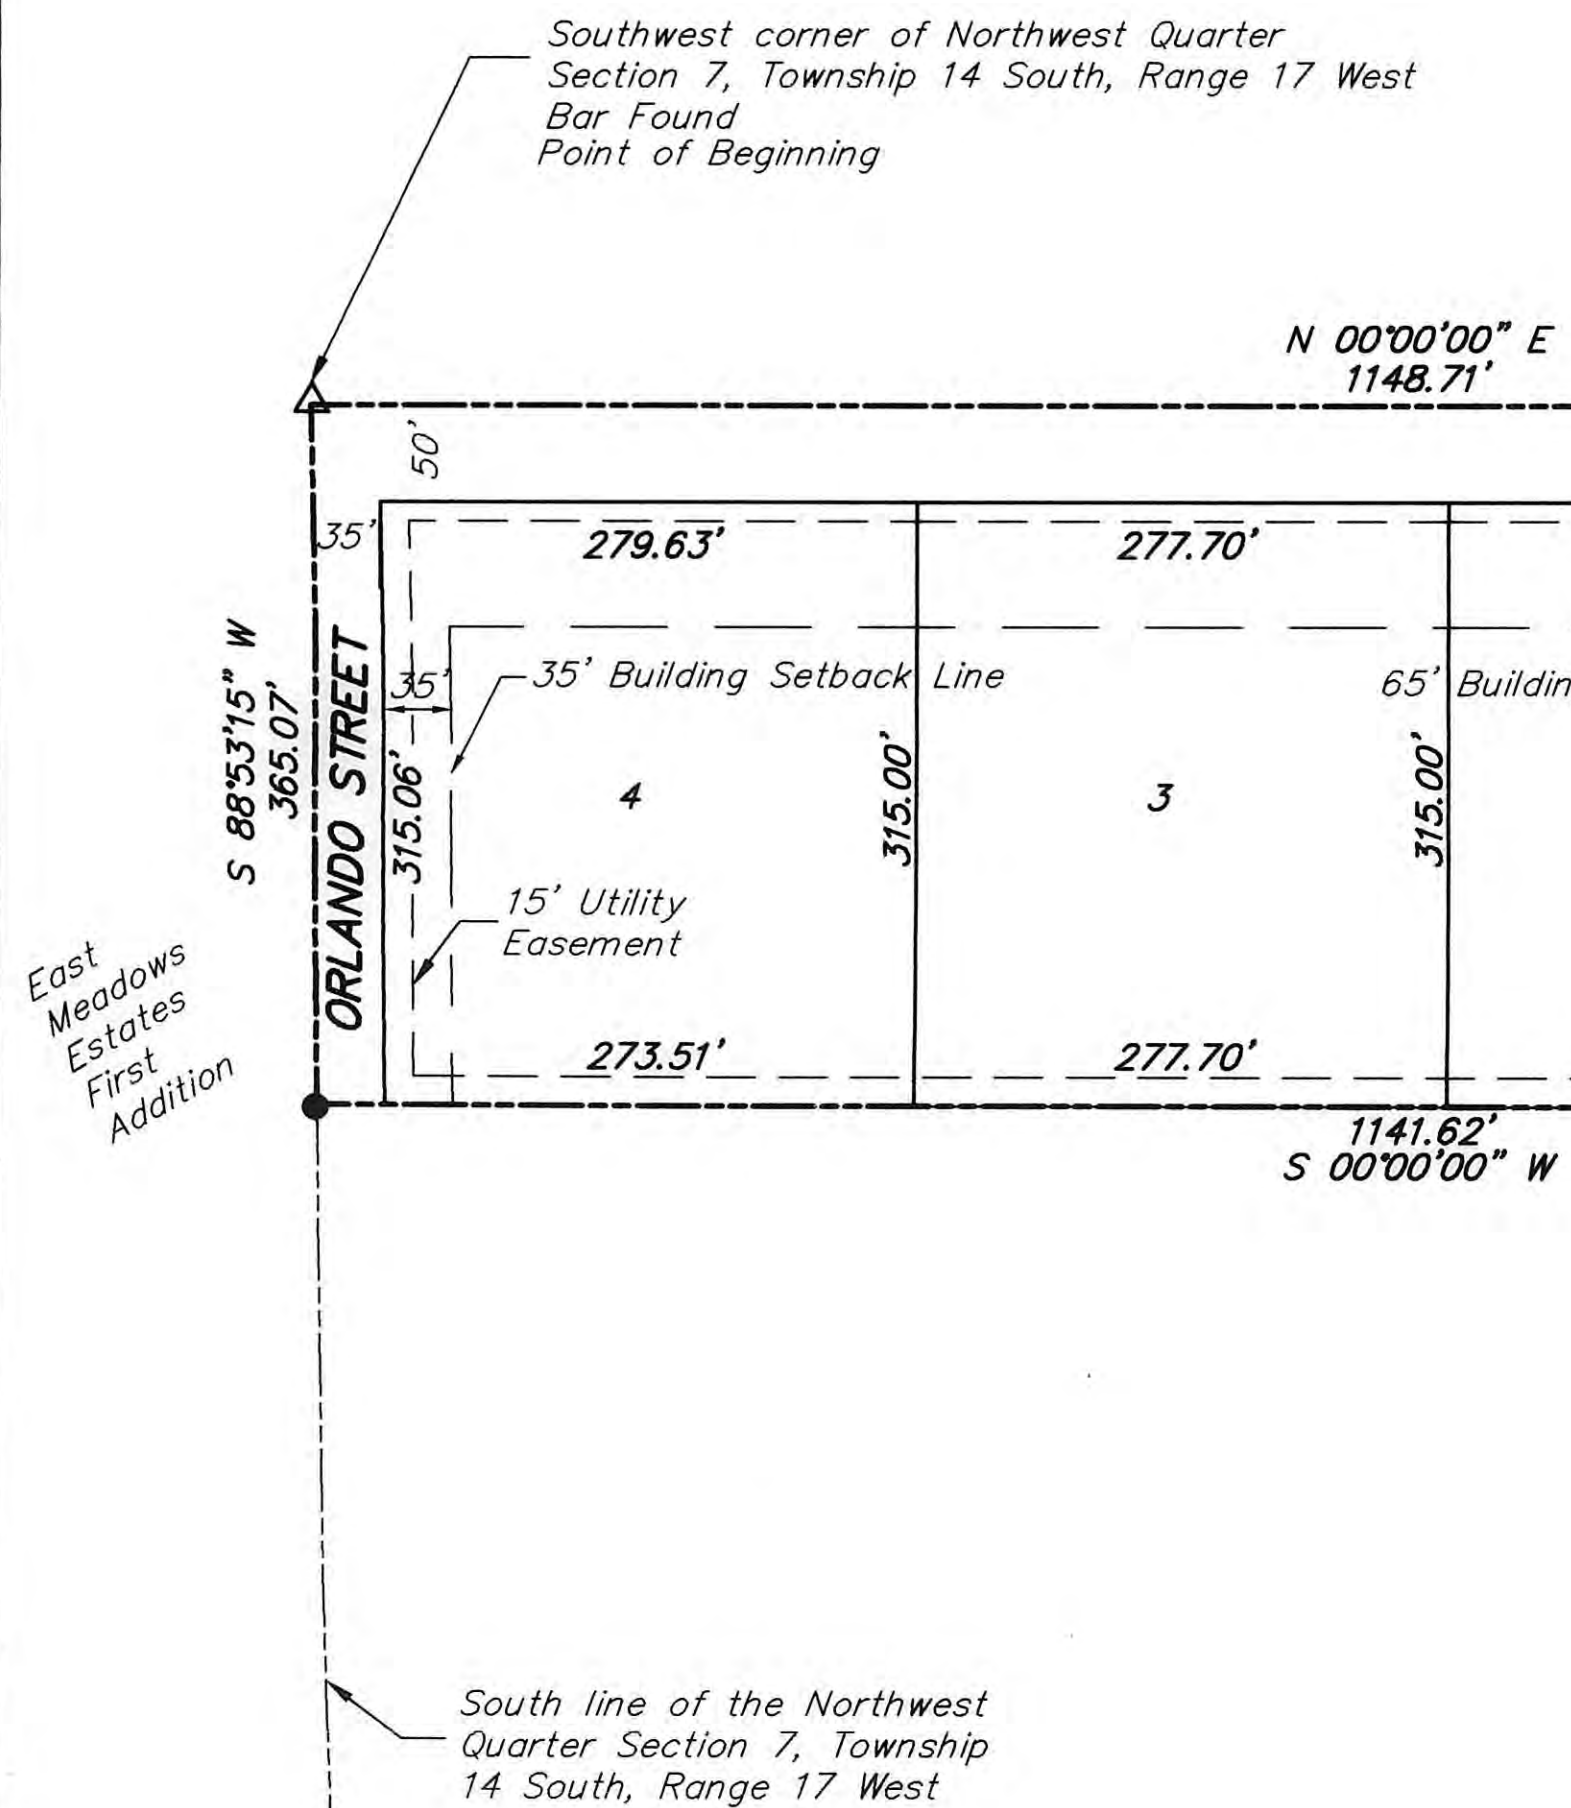 Southwest corner of Northwest Quarter
Section 7, Township 14 South, Range 17 West
Bar Found
Point of Beginning
N 00°00'00" E
1148.71'
50'
35'
279.63'
277.70'
S 88°53'15" W
365.07'
ORLANDO STREET
35'
35' Building Setback Line
65' Buildin
315.06'
4
315.00'
3
315.00'
15' Utility
Easement
East
Meadows
Estates
First
Addition
273.51'
277.70'
1141.62'
S 00°00'00" W
South line of the Northwest
Quarter Section 7, Township
14 South, Range 17 West